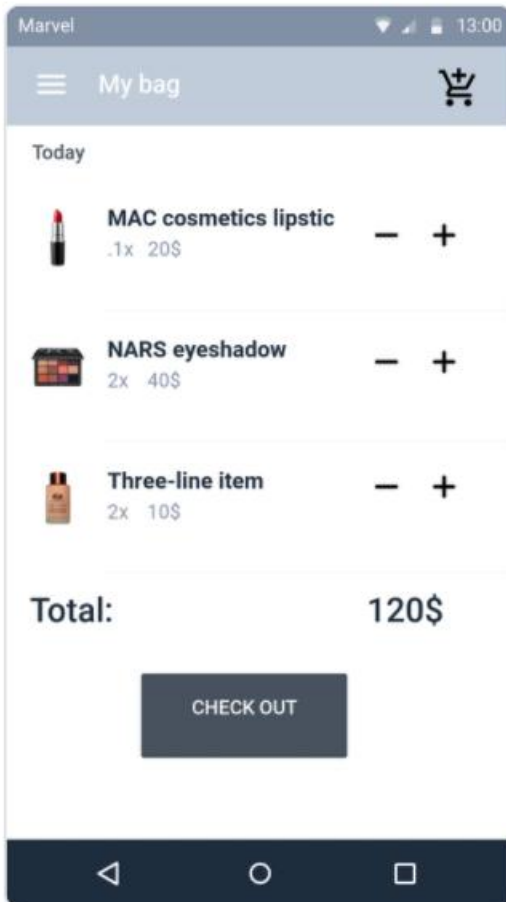 Marvel 13:00
My bag
Today
MAC cosmetics lipstic
.1x 20$
NARS eyeshadow
2x 40$
Three-line item
2x 10$
Total: 120$
CHECK OUT